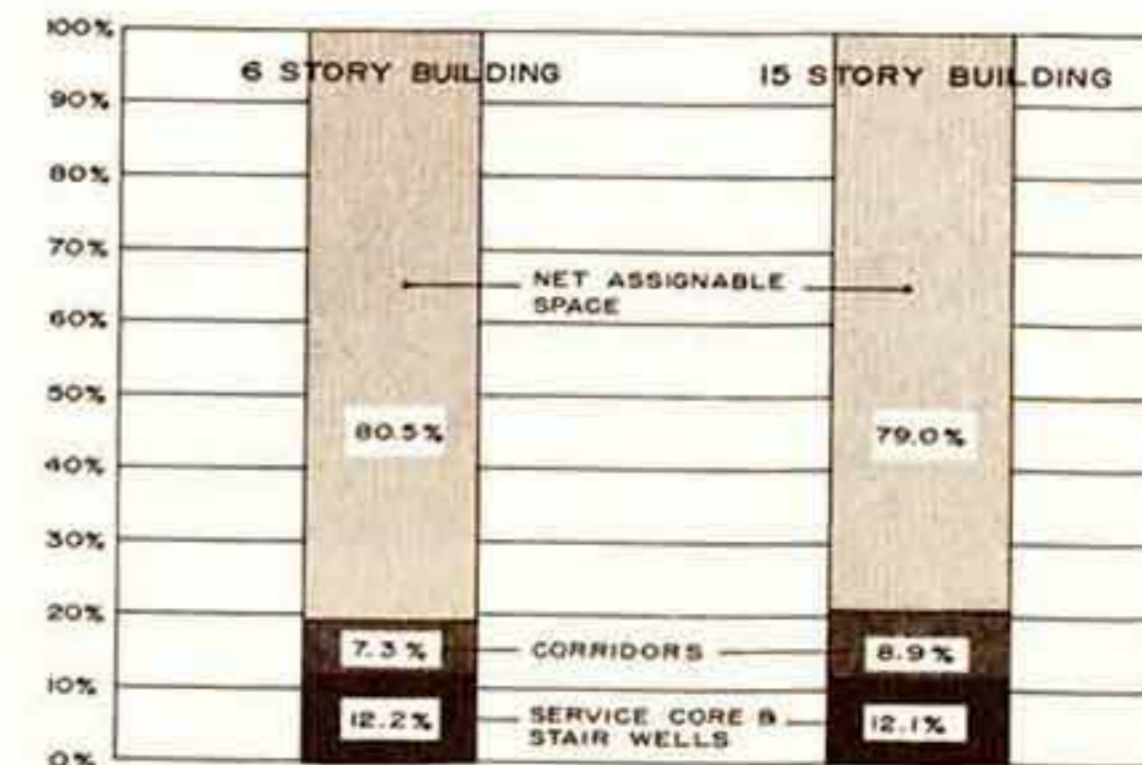 100%
6 STORY BUILDING
15 STORY BUILDING
90%
80%
70%
NET ASSIGNABLE
SPACE
60%
50%
80.5%
79.0%
40%
30%
20%
7.3%
CORRIDORS
8.9%
10%
12.2%
SERVICE CORE &
STAIR WELLS
12.1%
0%